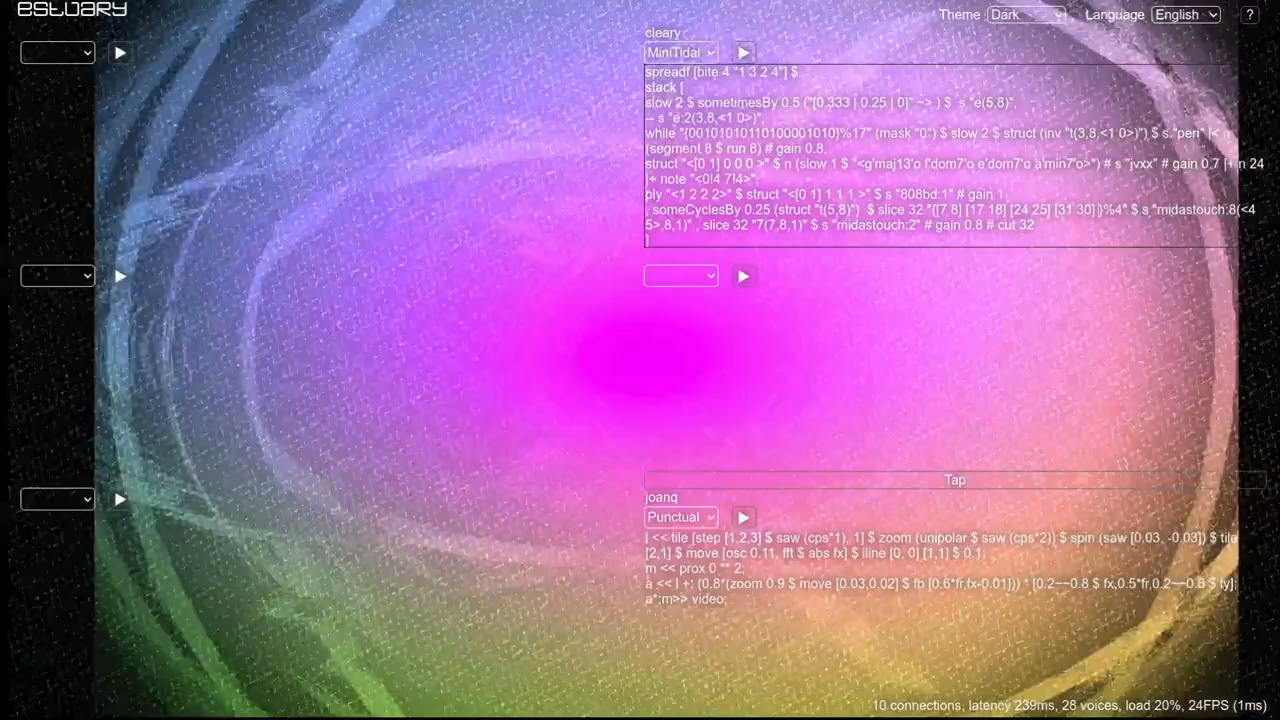 estuary
Theme Dark Language English ?
cleary
MiniTidal
spreadf [bite 4 "1 3 2 4"] $
stack [
slow 2 $ sometimesBy 0.5 ("[0.333 | 0.25 | 0]" ~> ) $ s "e(5,8)",
-- s "e:2(3,8,<1 0>)",
while "{00101010110100001010}%17" (mask "0") $ slow 2 $ struct (inv "t(3,8,<1 0>)") $ s "peri" |< n
(segment 8 $ run 8) # gain 0.8,
struct "<[0 1] 0 0 0 >" $ n (slow 1 $ "<g'maj13'o f'dom7'o e'dom7'o a'min7'o>") # s "jvxx" # gain 0.7 |+ n 24
|+ note "<0!4 7!4>",
ply "<1 2 2 2>" $ struct "<[0 1] 1 1 1 >" $ s "808bd:1" # gain 1
, someCyclesBy 0.25 (struct "t(5,8)") $ slice 32 "{[7 8] [17 18] [24 25] [31 30] }%4" $ s "midastouch:8(<4
5>,8,1)" , slice 32 "7(7,8,1)" $ s "midastouch:2" # gain 0.8 # cut 32
]
Tap
joanq
Punctual
l << tile [step [1,2,3] $ saw (cps*1), 1] $ zoom (unipolar $ saw (cps*2)) $ spin (saw [0.03, -0.03]) $ tile
[2,1] $ move [osc 0.11, fft $ abs fx] $ iline [0, 0] [1,1] $ 0.1;
m << prox 0 ** 2;
a << l +: (0.8*(zoom 0.9 $ move [0.03,0.02] $ fb [0.6*fr,fx-0.01])) * [0.2~~0.8 $ fx,0.5*fr,0.2~~0.8 $ fy];
a*:m>> video;
10 connections, latency 239ms, 28 voices, load 20%, 24FPS (1ms)